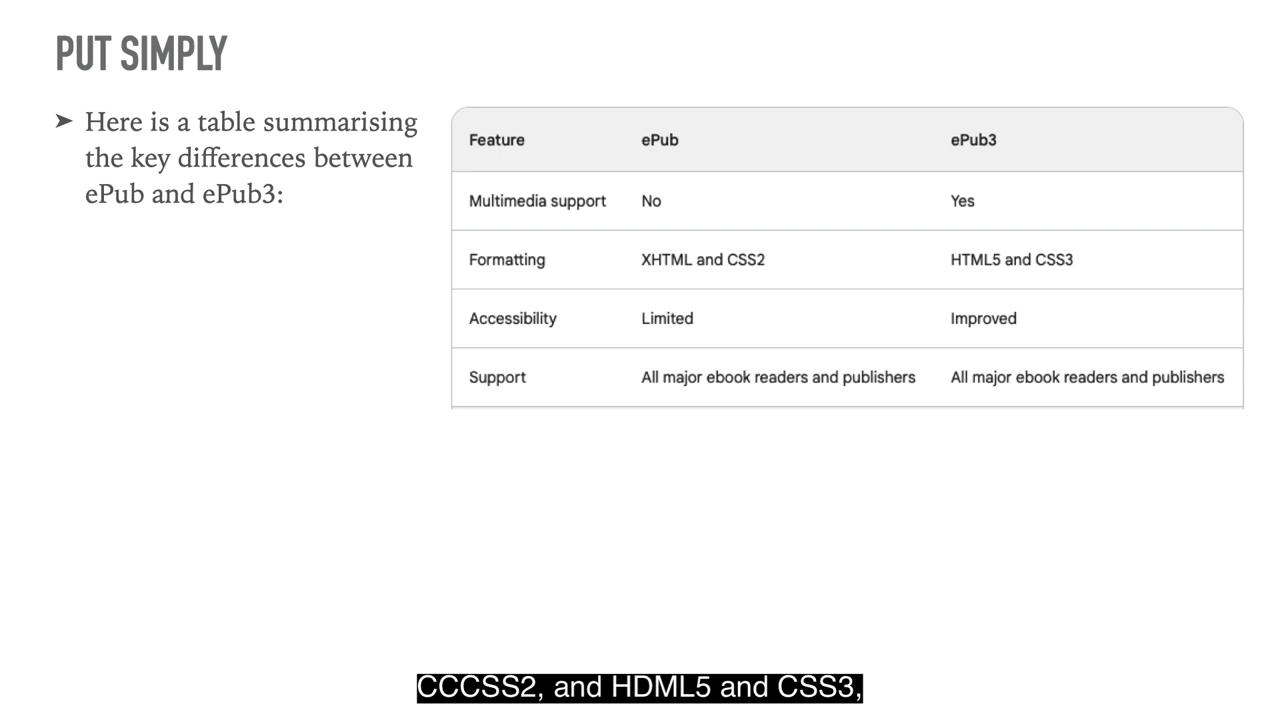 PUT SIMPLY
➤ Here is a table summarising
the key differences between
ePub and ePub3:
Feature ePub ePub3
Multimedia support No Yes
Formatting XHTML and CSS2 HTML5 and CSS3
Accessibility Limited Improved
Support All major ebook readers and publishers All major ebook readers and publishers
CCCSS2, and HDML5 and CSS3,